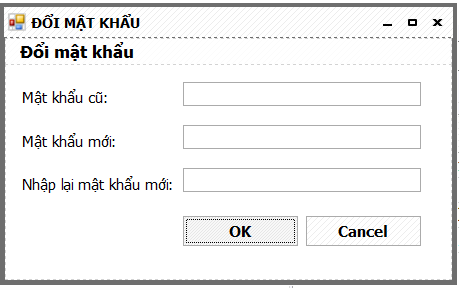 ĐỔI MẬT KHẨU
Đổi mật khẩu
Mật khẩu cũ:
Mật khẩu mới:
Nhập lại mật khẩu mới:
OK Cancel